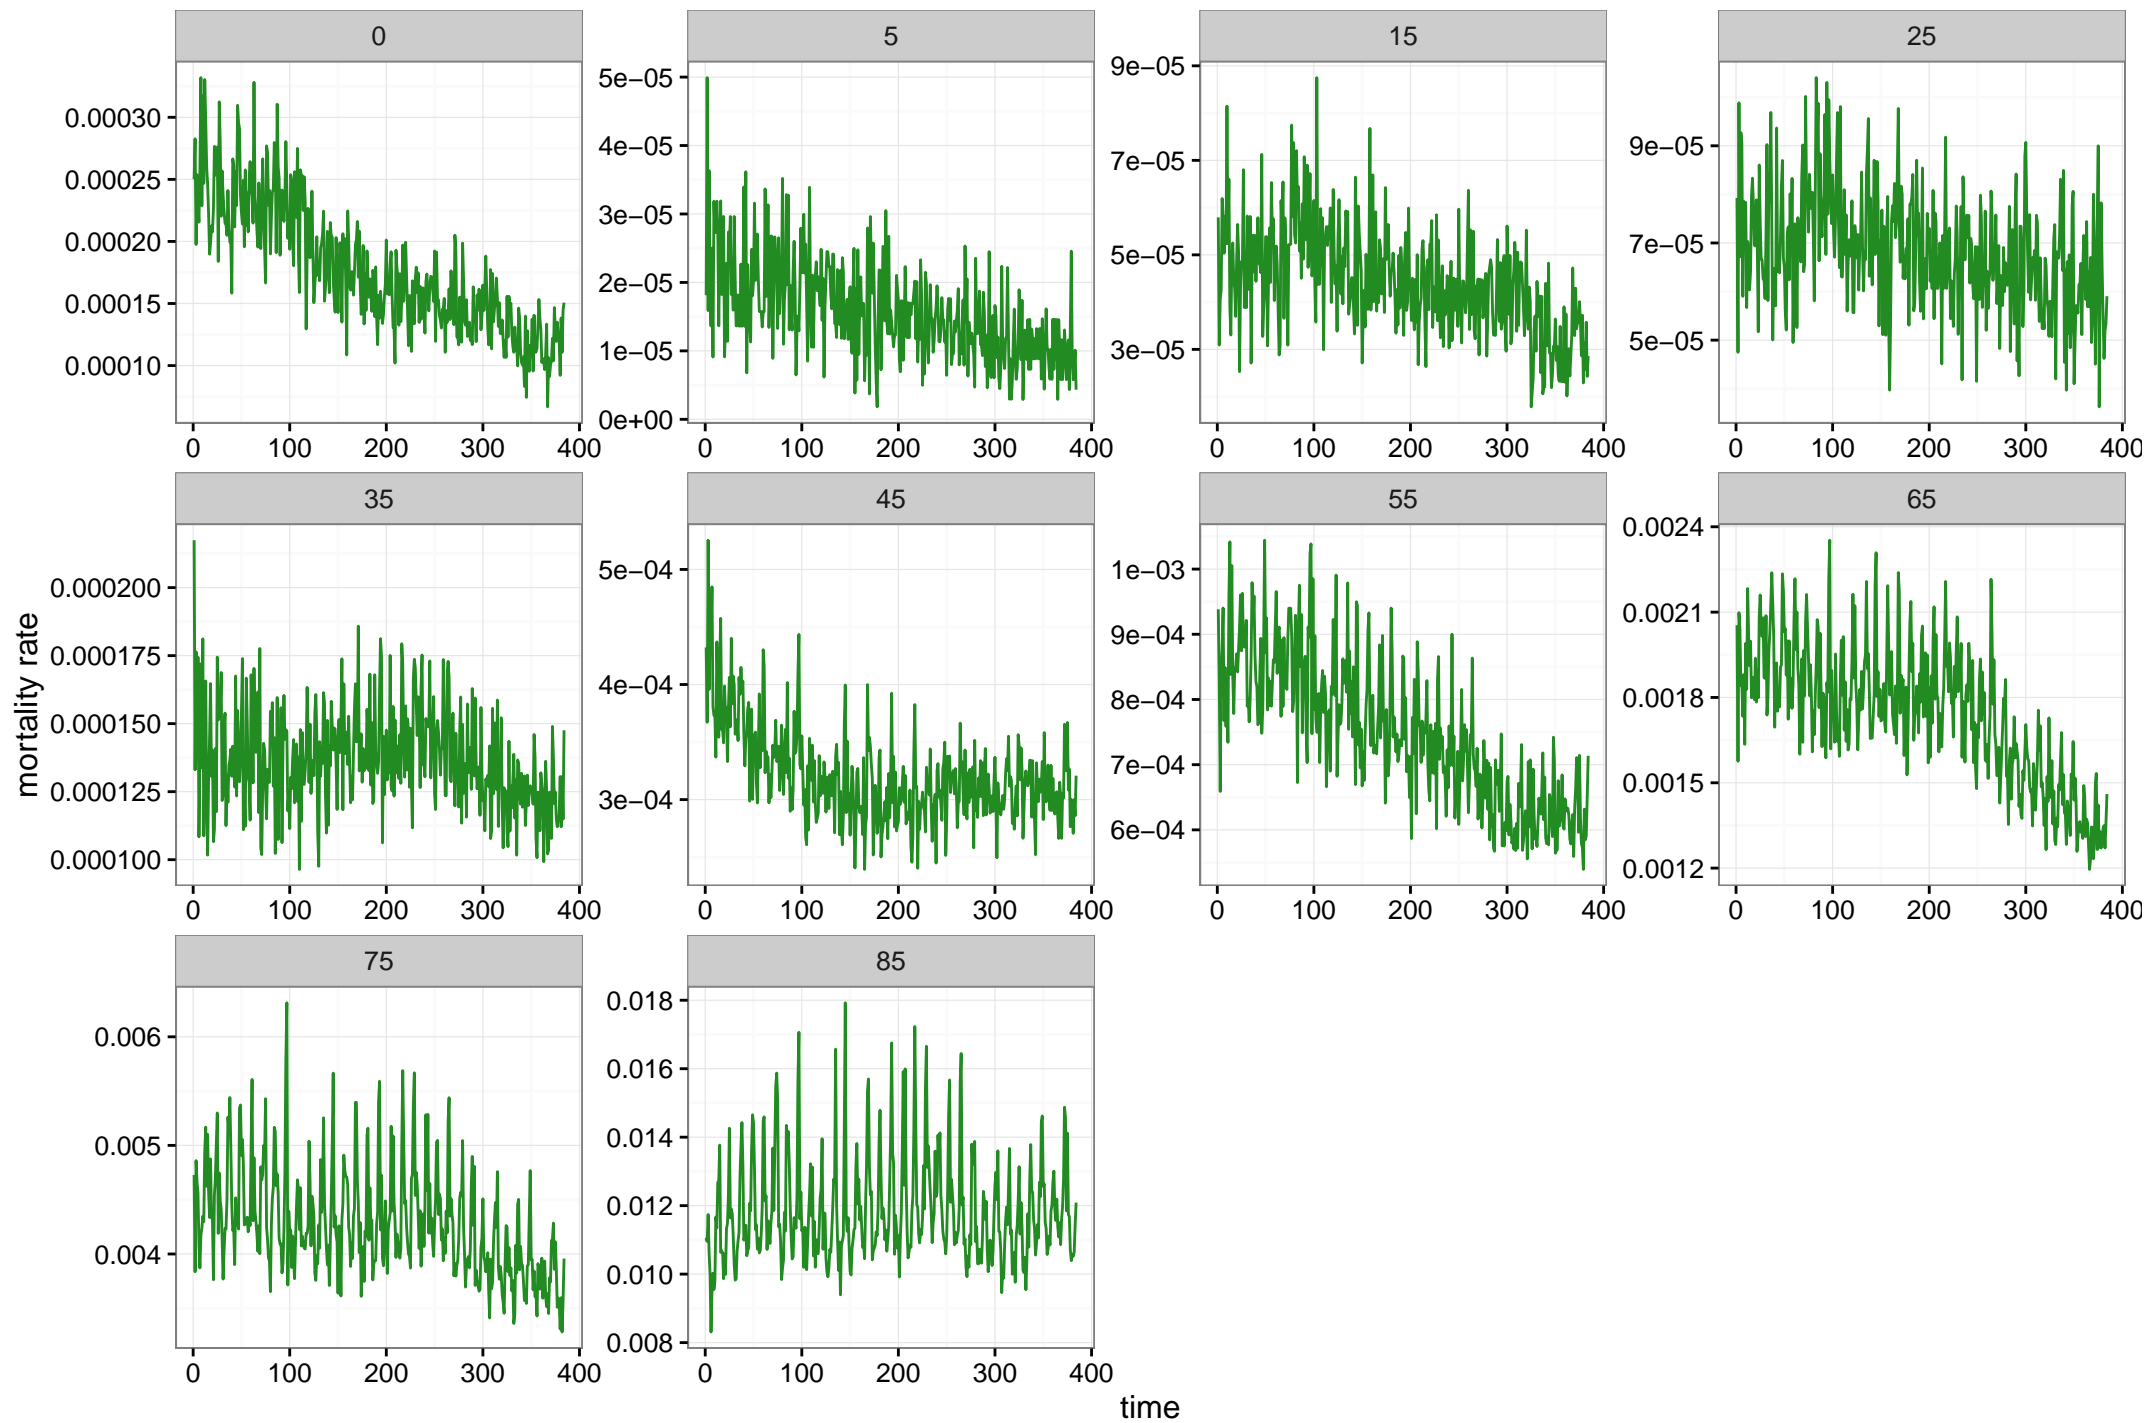 0 5 15 25
0.00030
0.00025
0.00020
0.00015
0.00010
5e−05
4e−05
3e−05
2e−05
1e−05
0e+00
9e−05
7e−05
5e−05
3e−05
9e−05
7e−05
5e−05
0 100 200 300 400 0 100 200 300 400 0 100 200 300 400 0 100 200 300 400
35 45 55 65
0.000200
0.000175
0.000150
0.000125
0.000100
5e−04
4e−04
3e−04
1e−03
9e−04
8e−04
7e−04
6e−04
0.0024
0.0021
0.0018
0.0015
0.0012
0 100 200 300 400 0 100 200 300 400 0 100 200 300 400 0 100 200 300 400
mortality rate
75 85
0.006
0.005
0.004
0.018
0.016
0.014
0.012
0.010
0.008
0 100 200 300 400 0 100 200 300 400
time